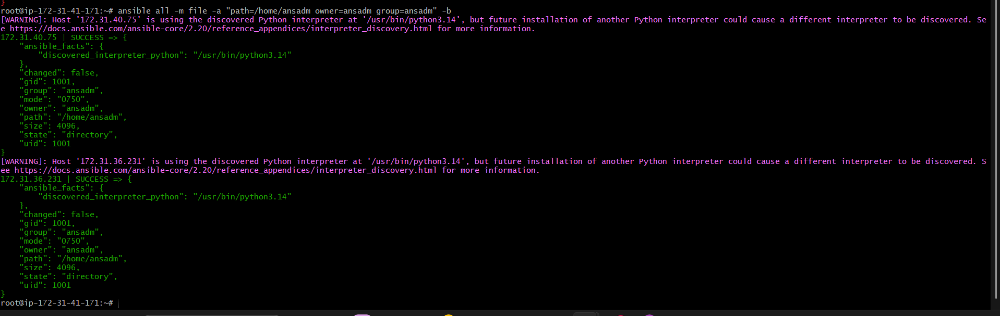 }
root@ip-172-31-41-171:~# ansible all -m file -a "path=/home/ansadm owner=ansadm group=ansadm" -b
[WARNING]: Host '172.31.40.75' is using the discovered Python interpreter at '/usr/bin/python3.14', but future installation of another Python interpreter could cause a different interpreter to be discovered. Se
e https://docs.ansible.com/ansible-core/2.20/reference_appendices/interpreter_discovery.html for more information.
172.31.40.75 | SUCCESS => {
    "ansible_facts": {
        "discovered_interpreter_python": "/usr/bin/python3.14"
    },
    "changed": false,
    "gid": 1001,
    "group": "ansadm",
    "mode": "0750",
    "owner": "ansadm",
    "path": "/home/ansadm",
    "size": 4096,
    "state": "directory",
    "uid": 1001
}
[WARNING]: Host '172.31.36.231' is using the discovered Python interpreter at '/usr/bin/python3.14', but future installation of another Python interpreter could cause a different interpreter to be discovered. S
ee https://docs.ansible.com/ansible-core/2.20/reference_appendices/interpreter_discovery.html for more information.
172.31.36.231 | SUCCESS => {
    "ansible_facts": {
        "discovered_interpreter_python": "/usr/bin/python3.14"
    },
    "changed": false,
    "gid": 1001,
    "group": "ansadm",
    "mode": "0750",
    "owner": "ansadm",
    "path": "/home/ansadm",
    "size": 4096,
    "state": "directory",
    "uid": 1001
}
root@ip-172-31-41-171:~#